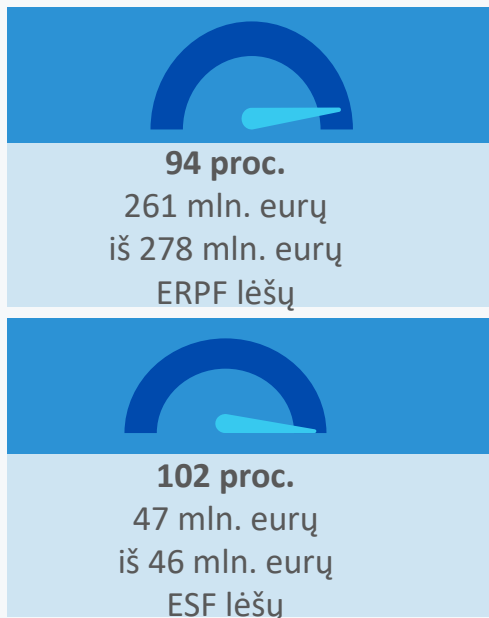 94 proc.
261 mln. eurų
iš 278 mln. eurų
ERPF lėšų
102 proc.
47 mln. eurų
iš 46 mln. eurų
ESF lėšų